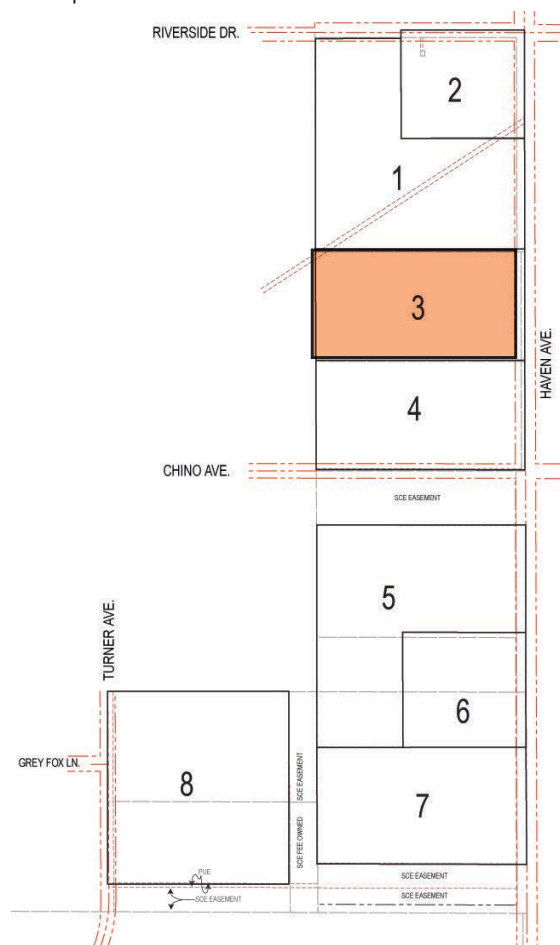 RIVERSIDE DR.
2
1
3
HAVEN AVE.
4
CHINO AVE.
SCE EASEMENT
5
TURNER AVE.
6
GREY FOX LN.
8
SCE EASEMENT
7
SCE FEE OWNED
PUE
SCE EASEMENT
SCE EASEMENT
SCE EASEMENT